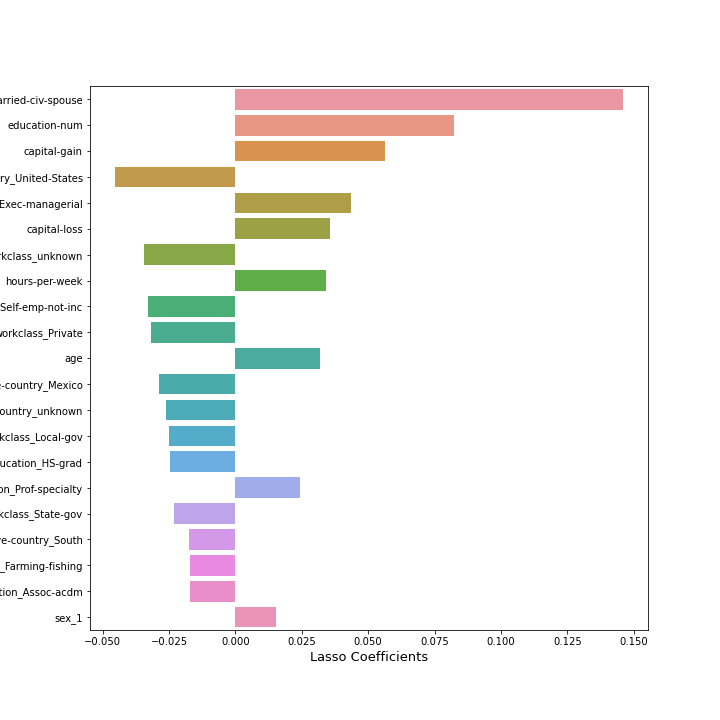 arried-civ-spouse
education-num
capital-gain
ry_United-States
Exec-managerial
capital-loss
rkclass_unknown
hours-per-week
Self-emp-not-inc
workclass_Private
age
e-country_Mexico
ountry_unknown
kclass_Local-gov
ucation_HS-grad
on_Prof-specialty
kclass_State-gov
ve-country_South
_Farming-fishing
tion_Assoc-acdm
sex_1
−0.050 −0.025 0.000 0.025 0.050 0.075 0.100 0.125 0.150
Lasso Coefficients